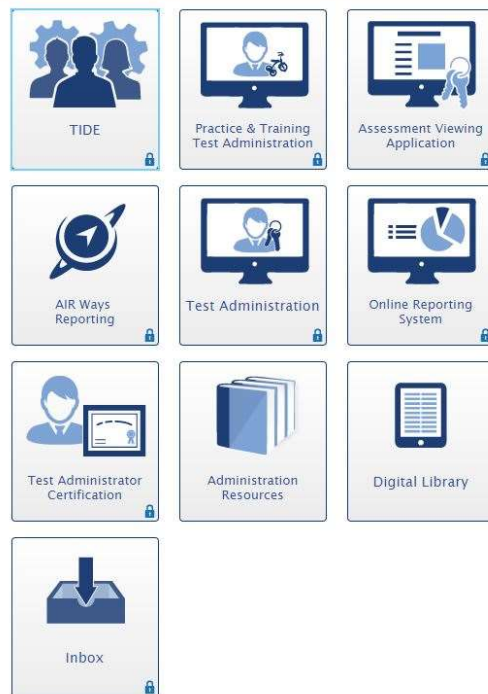 TIDE
Practice & Training
Test Administration
Assessment Viewing
Application
AIR Ways
Reporting
Test Administration
Online Reporting
System
Test Administrator
Certification
Administration
Resources
Digital Library
Inbox